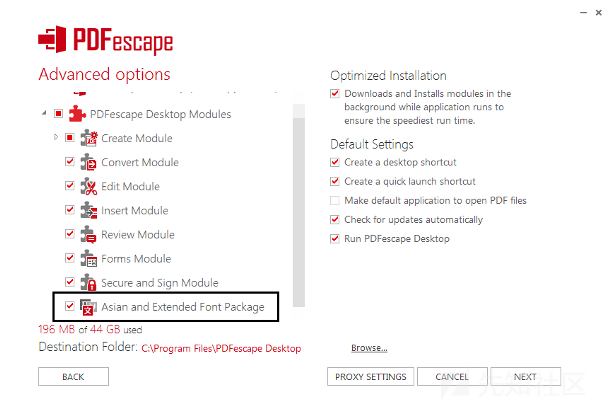 PDFescape
Advanced options
PDFescape Desktop Modules
Create Module
Convert Module
Edit Module
Insert Module
Review Module
Forms Module
Secure and Sign Module
Asian and Extended Font Package
196 MB of 44 GB used
Destination Folder: C:\Program Files\PDFescape Desktop
Browse...
Optimized Installation
Downloads and Installs modules in the
background while application runs to
ensure the speediest run time.
Default Settings
Create a desktop shortcut
Create a quick launch shortcut
Make default application to open PDF files
Check for updates automatically
Run PDFescape Desktop
BACK
PROXY SETTINGS
CANCEL
NEXT
先知社区